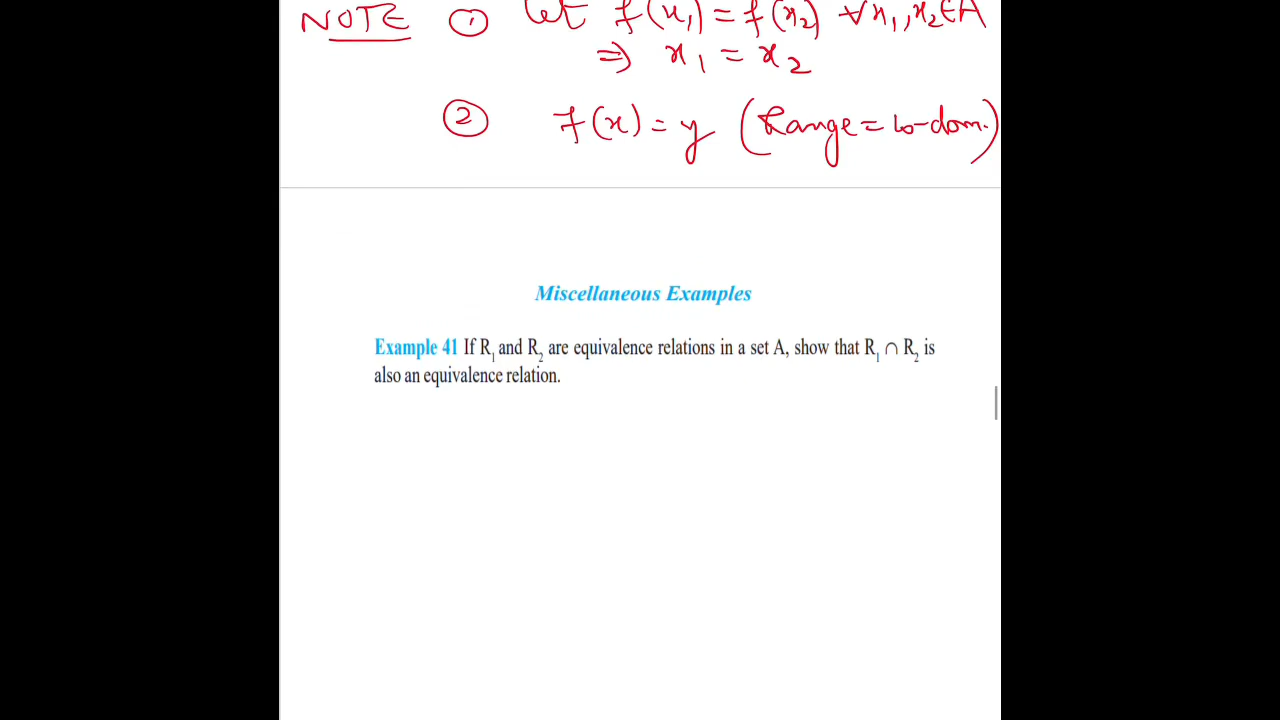 NOTE ① let f(x₁) = f(x₂) ∀ x₁, x₂ ∈ A
⇒ x₁ = x₂
② f(x) = y (Range = co-dom.)
Miscellaneous Examples
Example 41 If R₁ and R₂ are equivalence relations in a set A, show that R₁ ∩ R₂ is
also an equivalence relation.